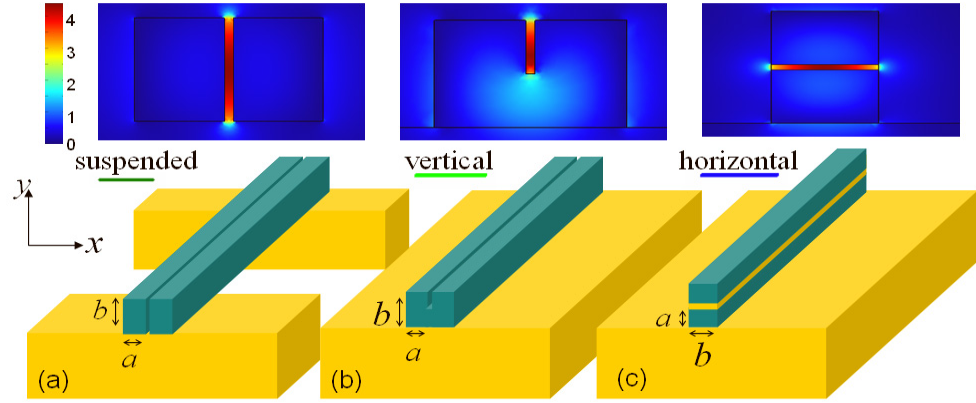 4
3
2
1
0
suspended
vertical
horizontal
y
x
b
a
b
a
a
b
(a)
(b)
(c)